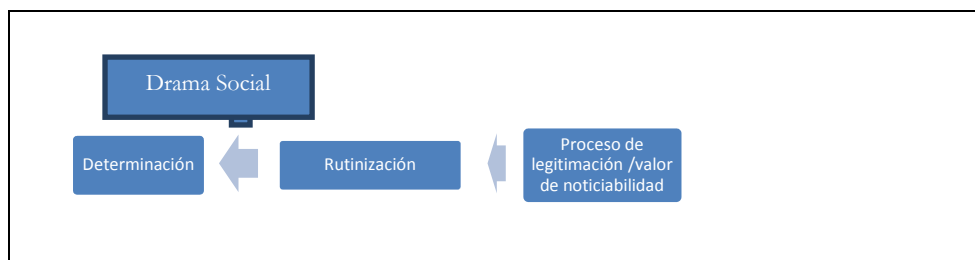 Drama Social
Determinación
Rutinización
Proceso de
legitimación /valor
de noticiabilidad